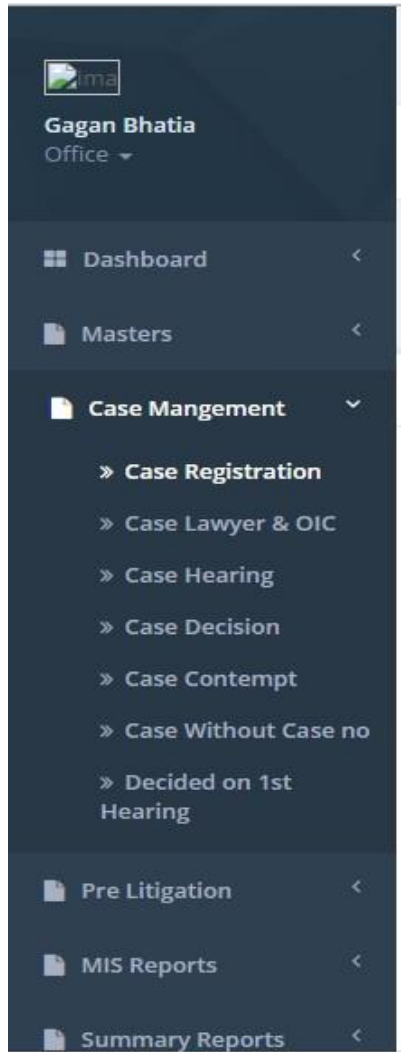 ima
Gagan Bhatia
Office
Dashboard
Masters
Case Mangement
» Case Registration
» Case Lawyer & OIC
» Case Hearing
» Case Decision
» Case Contempt
» Case Without Case no
» Decided on 1st
Hearing
Pre Litigation
MIS Reports
Summary Reports